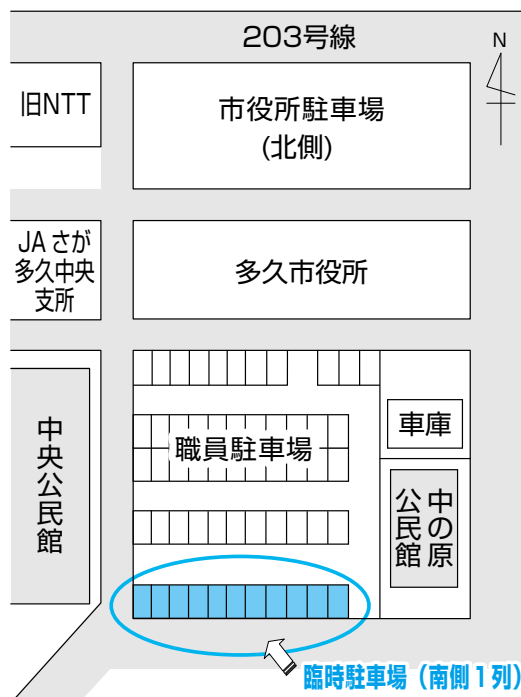 203号線
N
旧NTT
市役所駐車場
(北側)
JAさが
多久中央
支所
多久市役所
中央公民館
職員駐車場
車庫
中の原
公民館
臨時駐車場（南側1列）